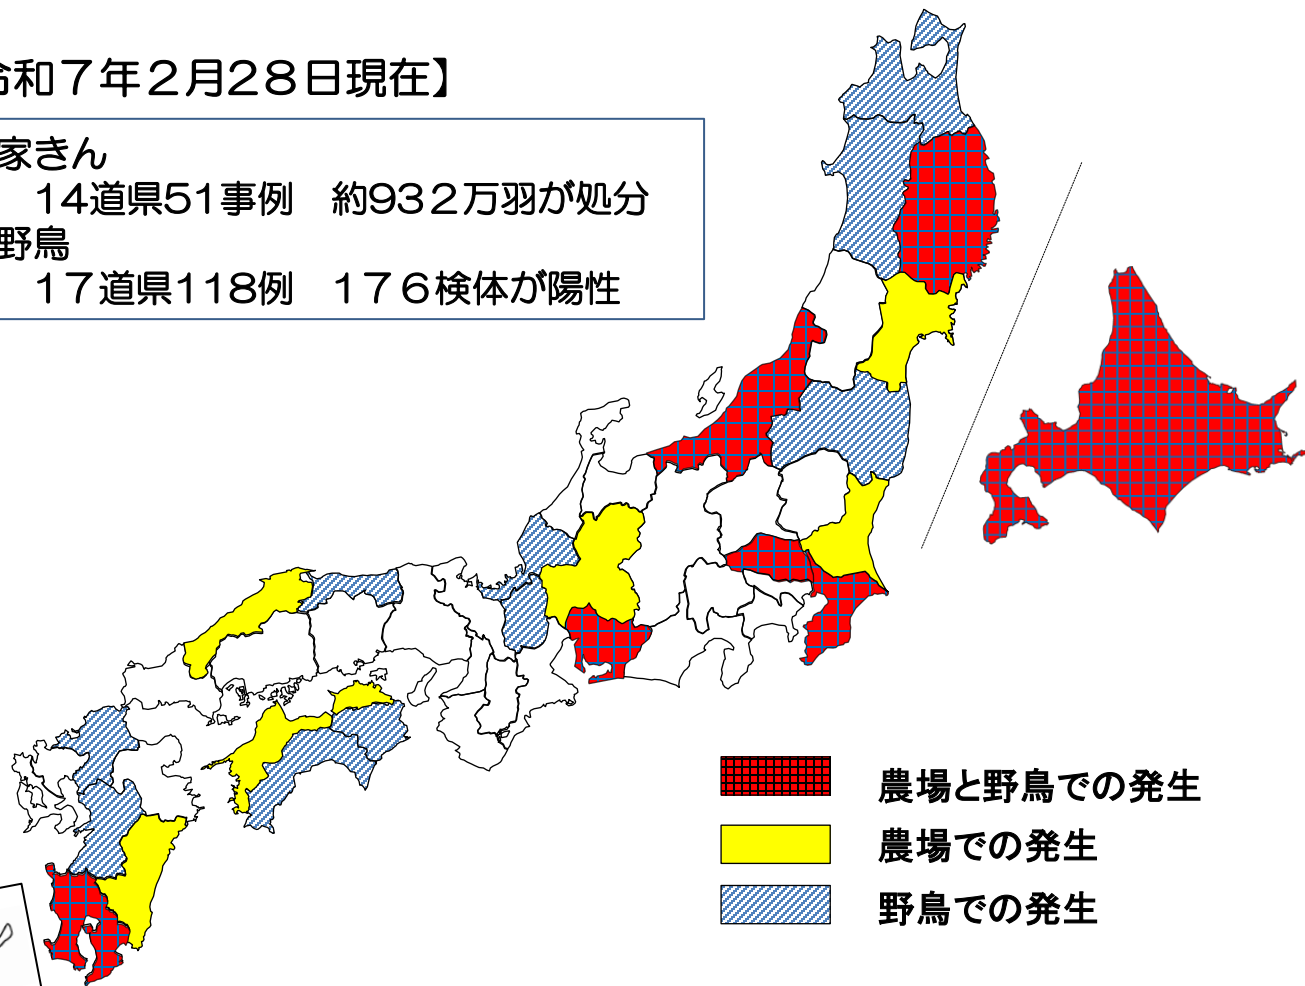 令和７年２月２８日現在】
家きん
１４道県５１事例　約９３２万羽が処分
野鳥
１７道県１１８例　１７６検体が陽性
農場と野鳥での発生
農場での発生
野鳥での発生